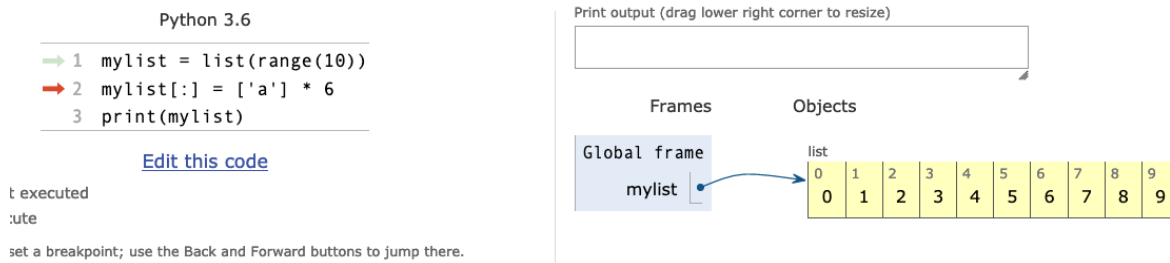 Python 3.6
1 mylist = list(range(10))
2 mylist[:] = ['a'] * 6
3 print(mylist)
Edit this code
t executed
cute
set a breakpoint; use the Back and Forward buttons to jump there.
Print output (drag lower right corner to resize)
Frames Objects
Global frame
mylist
list
0 1 2 3 4 5 6 7 8 9
0 1 2 3 4 5 6 7 8 9